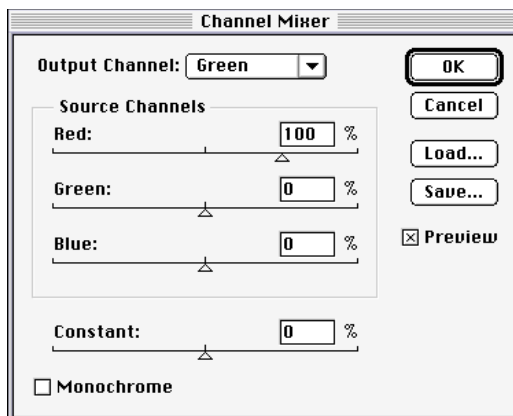 Channel Mixer
Output Channel: Green
OK
Cancel
Load...
Save...
Preview
Source Channels
Red: 100 %
Green: 0 %
Blue: 0 %
Constant: 0 %
Monochrome